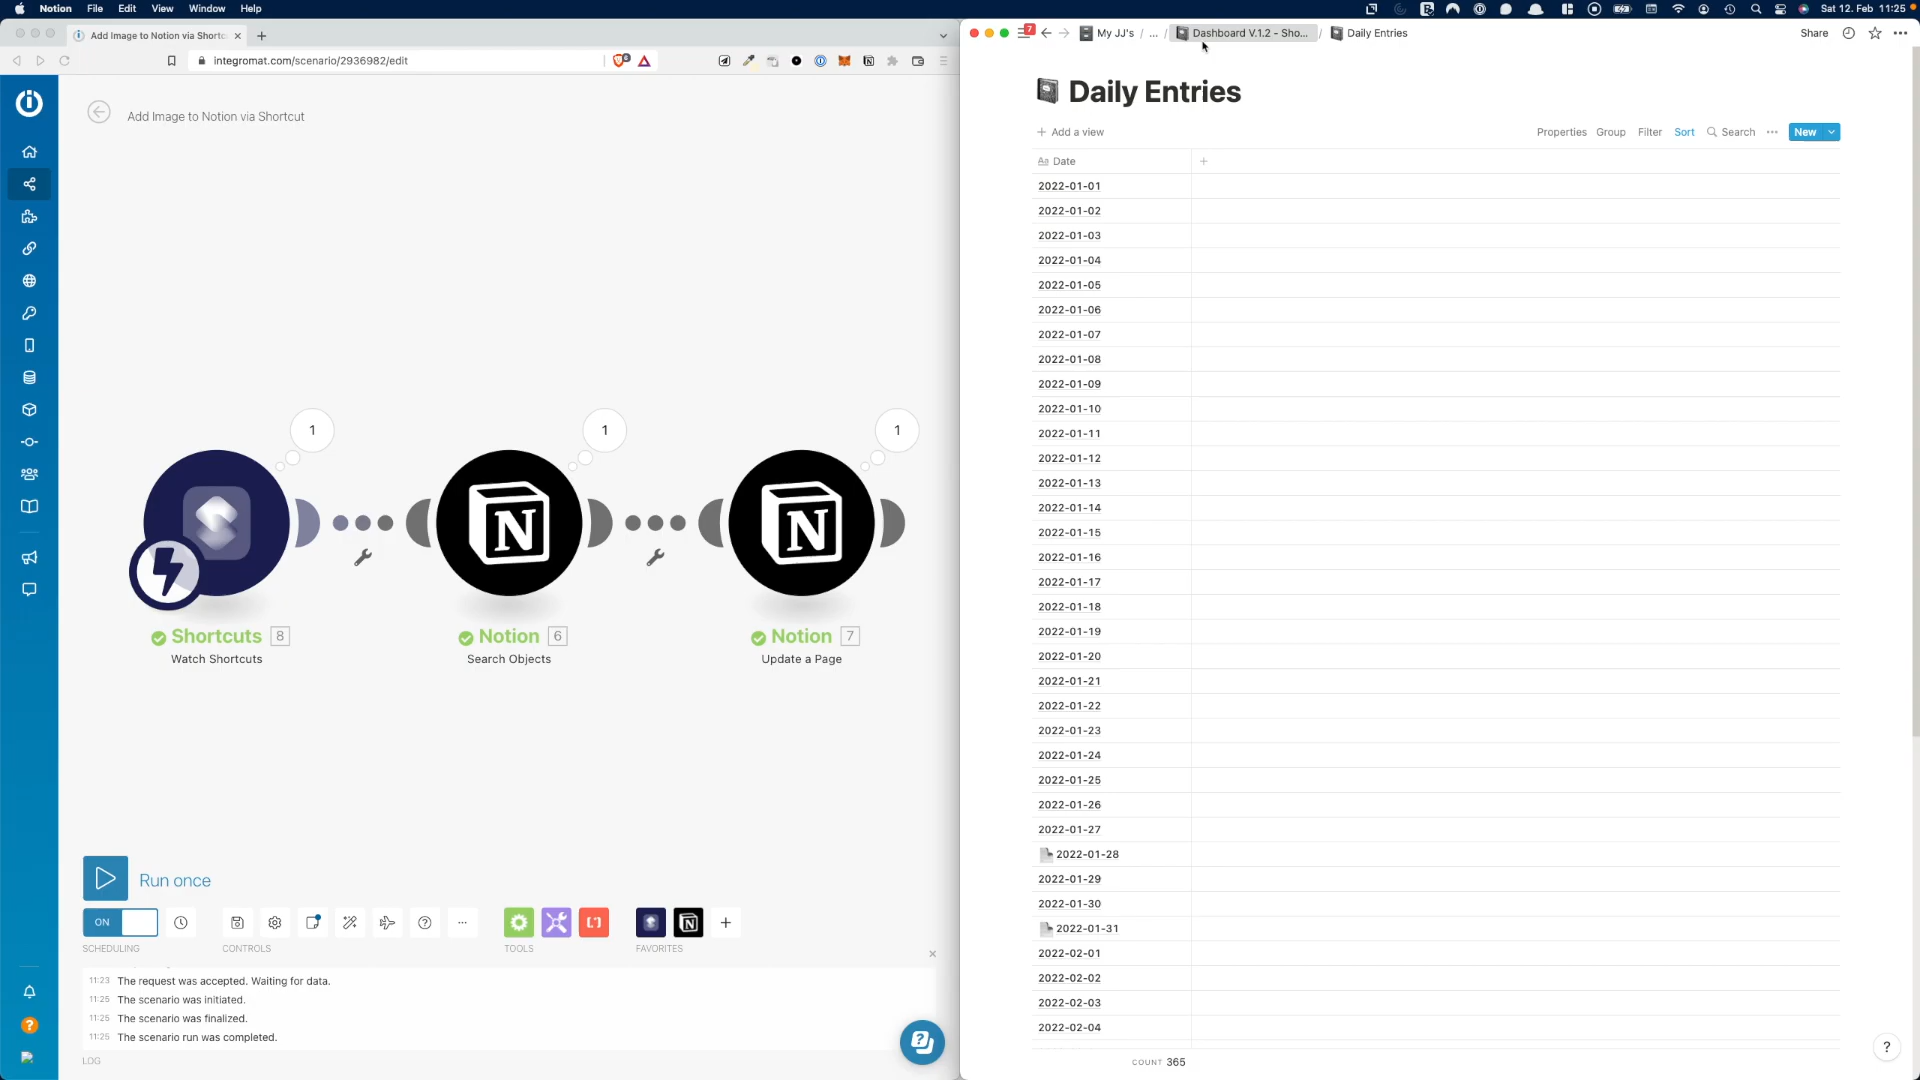 Notion File Edit View Window Help
Sat 12. Feb 11:25
Add Image to Notion via Shortc
integromat.com/scenario/2936982/edit
Add Image to Notion via Shortcut
1
1
1
N
N
Shortcuts 8
Watch Shortcuts
Notion 6
Search Objects
Notion 7
Update a Page
Run once
ON
SCHEDULING
CONTROLS
TOOLS
FAVORITES
11:23 The request was accepted. Waiting for data.
11:25 The scenario was initiated.
11:25 The scenario was finalized.
11:25 The scenario run was completed.
LOG
7
My JJ's / ... / Dashboard V.1.2 - Sho... / Daily Entries
Share
Daily Entries
Add a view
Properties Group Filter Sort Search ... New
Aa Date
2022-01-01
2022-01-02
2022-01-03
2022-01-04
2022-01-05
2022-01-06
2022-01-07
2022-01-08
2022-01-09
2022-01-10
2022-01-11
2022-01-12
2022-01-13
2022-01-14
2022-01-15
2022-01-16
2022-01-17
2022-01-18
2022-01-19
2022-01-20
2022-01-21
2022-01-22
2022-01-23
2022-01-24
2022-01-25
2022-01-26
2022-01-27
2022-01-28
2022-01-29
2022-01-30
2022-01-31
2022-02-01
2022-02-02
2022-02-03
2022-02-04
COUNT 365
?